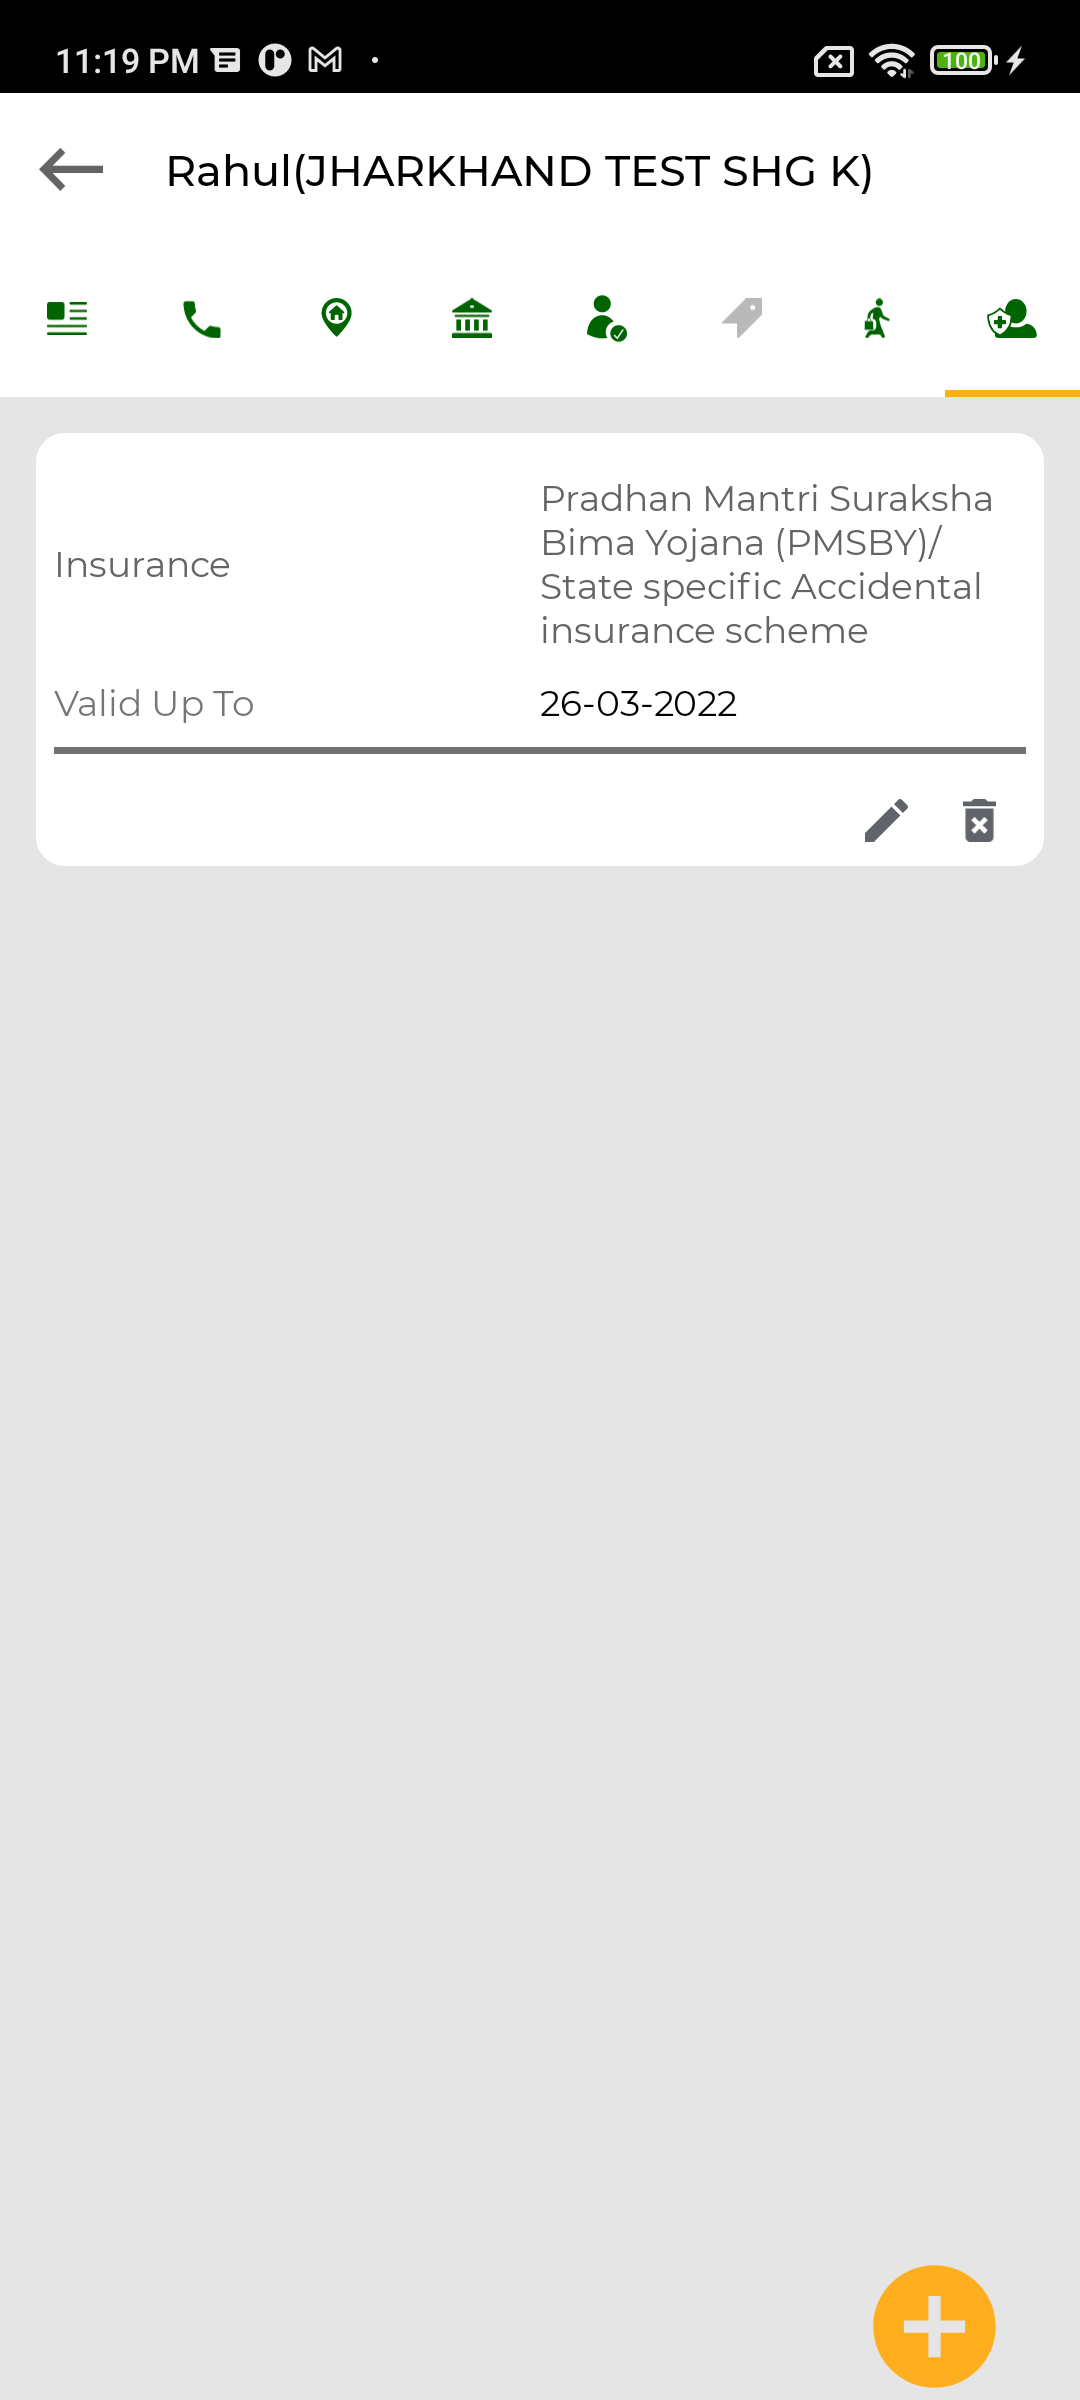 11:19 PM
100
Rahul(JHARKHAND TEST SHG K)
Insurance
Pradhan Mantri Suraksha
Bima Yojana (PMSBY)/
State specific Accidental
insurance scheme
Valid Up To
26-03-2022